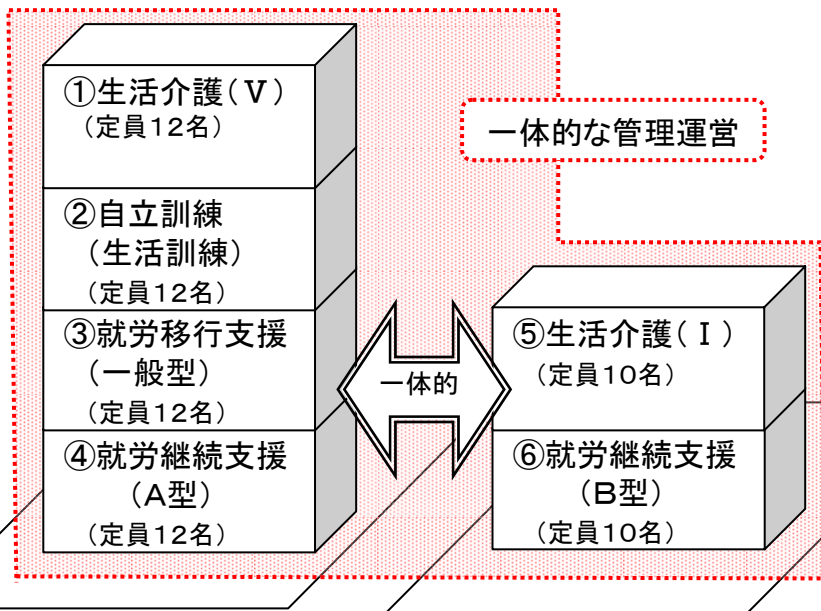 ①生活介護(Ⅴ)
(定員12名)
②自立訓練
(生活訓練)
(定員12名)
③就労移行支援
(一般型)
(定員12名)
④就労継続支援
(A型)
(定員12名)
一体的な管理運営
一体的
⑤生活介護(Ⅰ)
(定員10名)
⑥就労継続支援
(B型)
(定員10名)